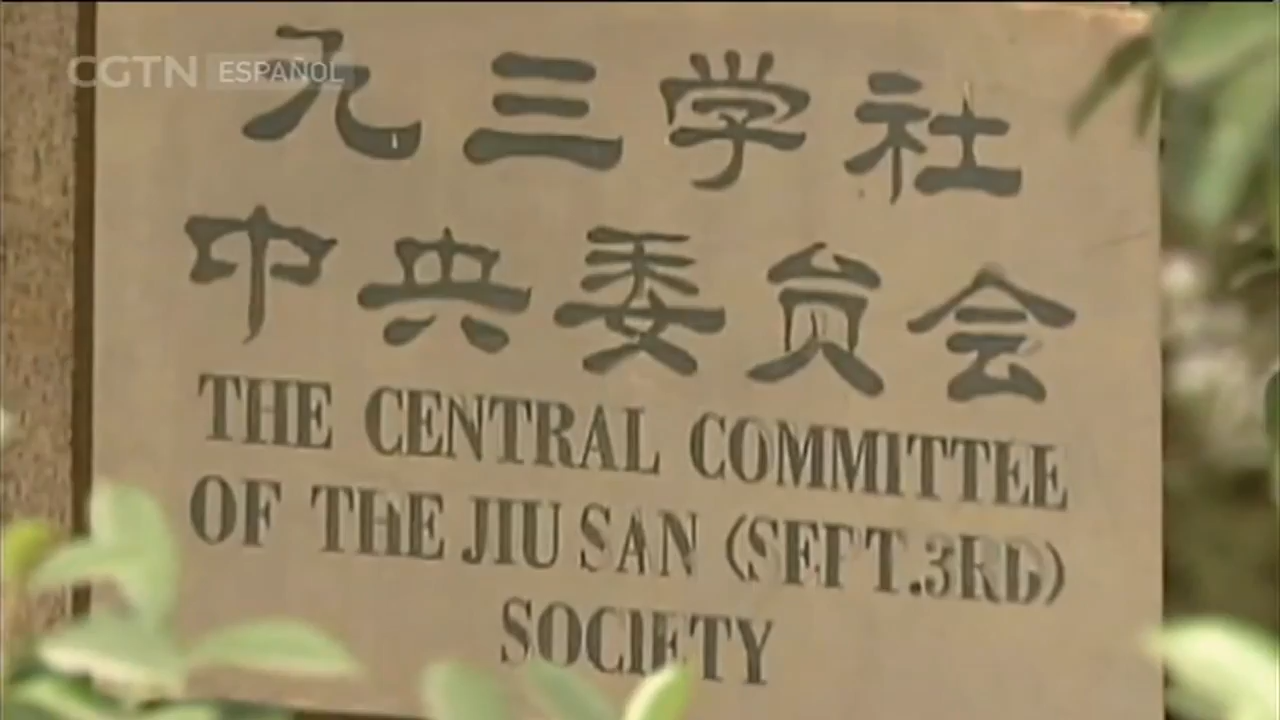 CGTN ESPAÑOL
九三学社
中央委员会
THE CENTRAL COMMITTEE
OF THE JIU SAN (SEPT.3RD)
SOCIETY